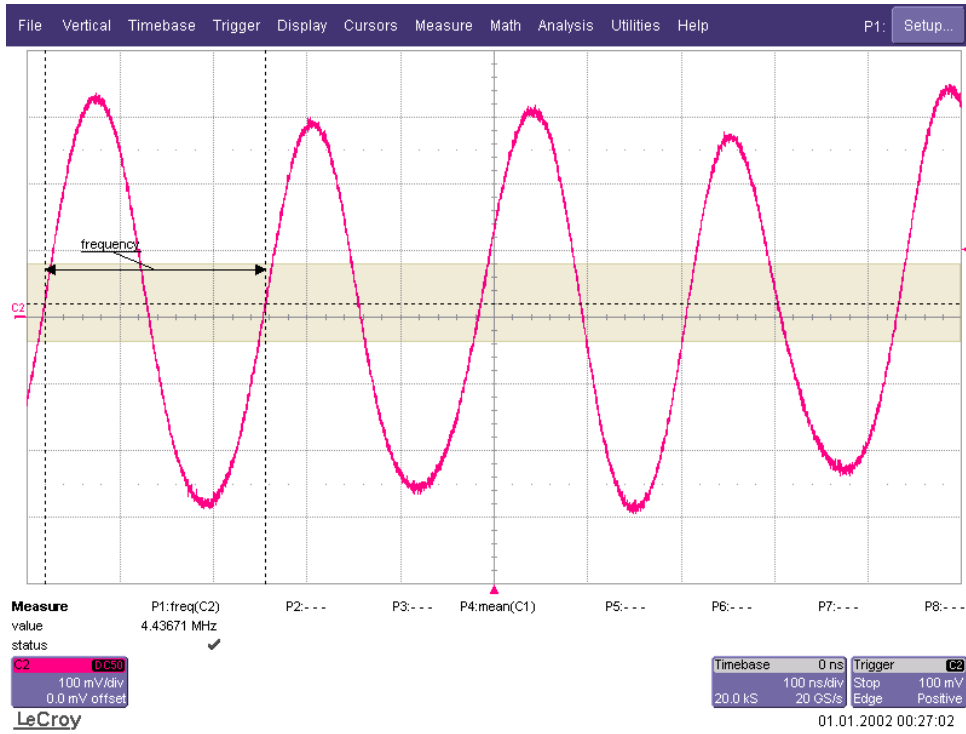 File Vertical Timebase Trigger Display Cursors Measure Math Analysis Utilities Help P1: Setup...
frequency
C2
Measure P1:freq(C2) P2:- - - P3:- - - P4:mean(C1) P5:- - - P6:- - - P7:- - - P8:- - -
value 4.43671 MHz
status
C2 DC50
100 mV/div
0.0 mV offset
Timebase 0 ns
100 ns/div
20.0 kS 20 GS/s
Trigger C2
Stop 100 mV
Edge Positive
LeCroy
01.01.2002 00:27:02